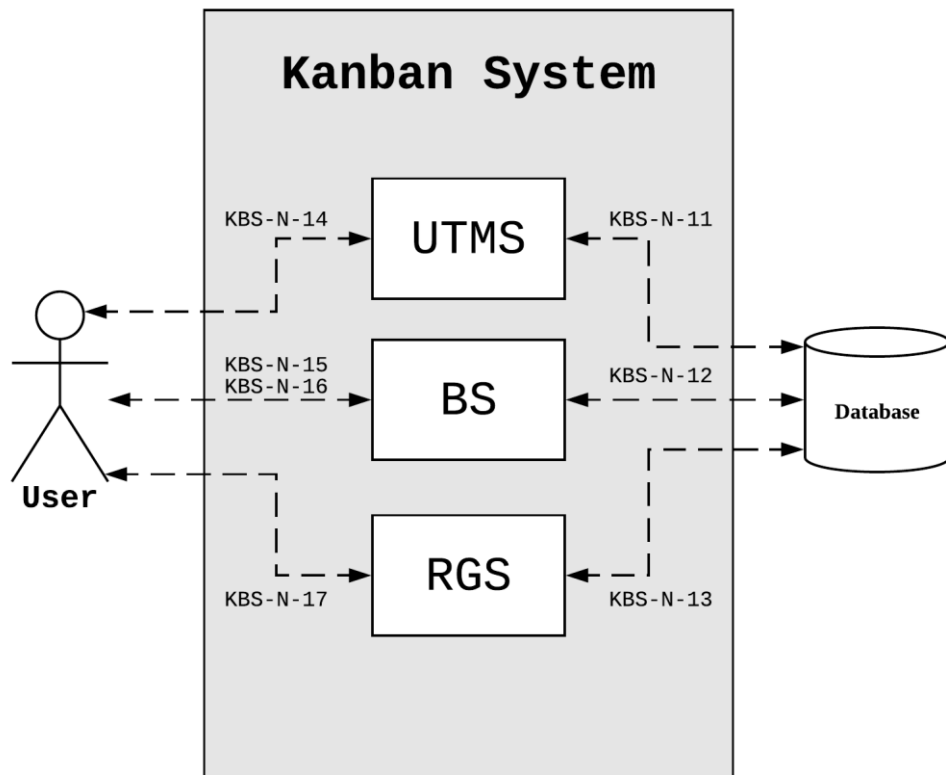 Kanban System
KBS-N-14
KBS-N-11
UTMS
KBS-N-15
KBS-N-16
KBS-N-12
BS
Database
User
RGS
KBS-N-17
KBS-N-13